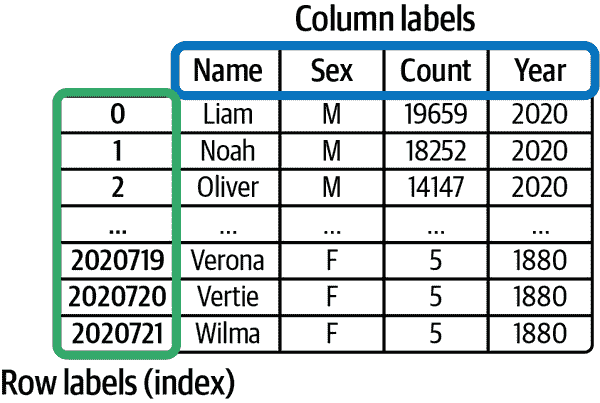 Column labels
Name Sex Count Year
0 Liam M 19659 2020
1 Noah M 18252 2020
2 Oliver M 14147 2020
... ... ... ... ...
2020719 Verona F 5 1880
2020720 Vertie F 5 1880
2020721 Wilma F 5 1880
Row labels (index)